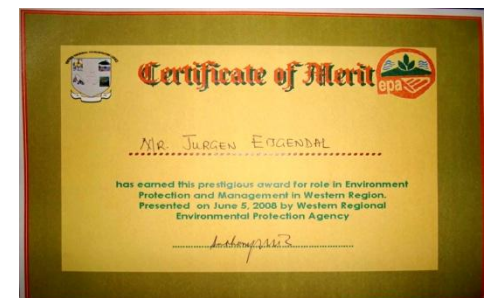 Certificate of Merit
epa
MR. JURGEN EIJGENDAL
has earned this prestigious award for role in Environment
Protection and Management in Western Region.
Presented on June 5, 2008 by Western Regional
Environmental Protection Agency